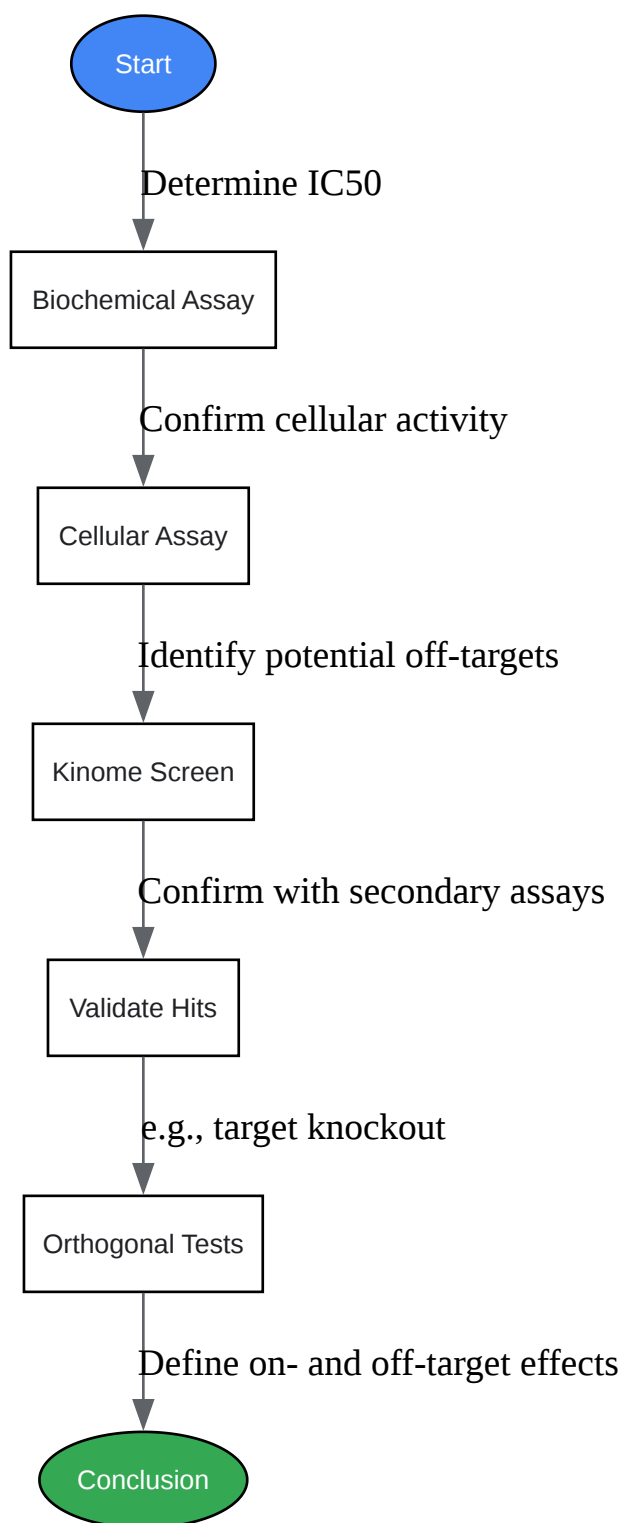 Start
Determine IC50
Biochemical Assay
Confirm cellular activity
Cellular Assay
Identify potential off-targets
Kinome Screen
Confirm with secondary assays
Validate Hits
e.g., target knockout
Orthogonal Tests
Define on- and off-target effects
Conclusion